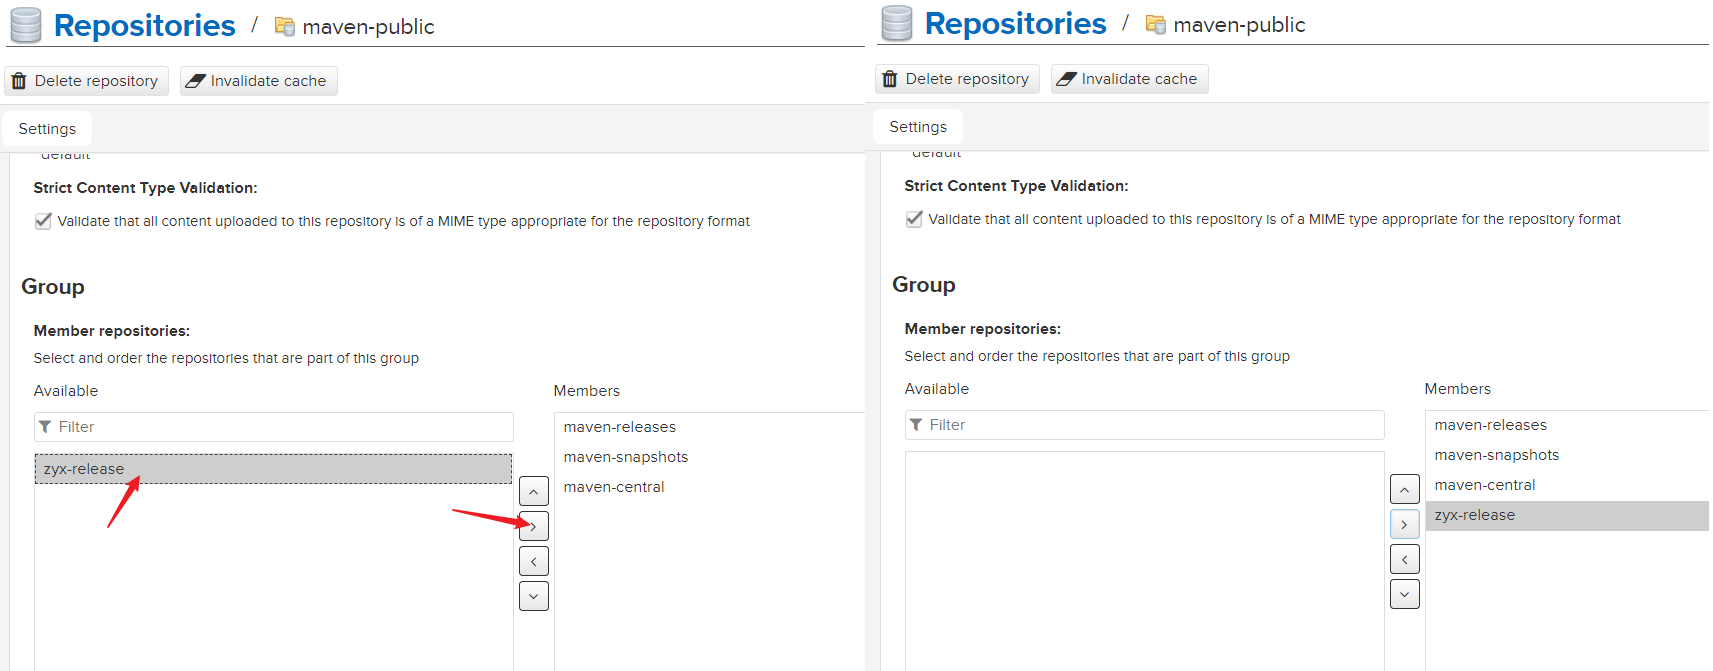 Repositories / maven-public
Delete repository Invalidate cache
Settings
default
Strict Content Type Validation:
Validate that all content uploaded to this repository is of a MIME type appropriate for the repository format
Group
Member repositories:
Select and order the repositories that are part of this group
Available Members
Filter
zyx-release
maven-releases
maven-snapshots
maven-central
Repositories / maven-public
Delete repository Invalidate cache
Settings
default
Strict Content Type Validation:
Validate that all content uploaded to this repository is of a MIME type appropriate for the repository format
Group
Member repositories:
Select and order the repositories that are part of this group
Available Members
Filter
maven-releases
maven-snapshots
maven-central
zyx-release